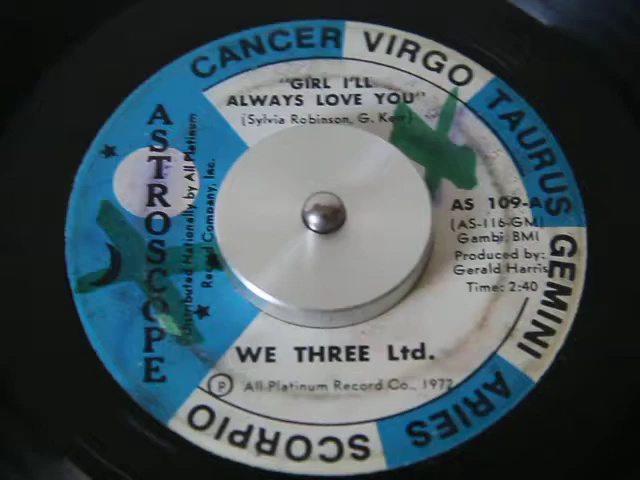 CANCER VIRGO TAURUS GEMINI ARIES SCORPIO
"GIRL I'LL
ALWAYS LOVE YOU"
(Sylvia Robinson, G. Kerr)
ASTROSCOPE
Distributed Nationally by All Platinum
Record Company, Inc.
AS 109-A
(AS-116-GM)
Gambi, BMI
Produced by:
Gerald Harris
Time: 2:40
WE THREE Ltd.
Ⓟ All Platinum Record Co., 1972